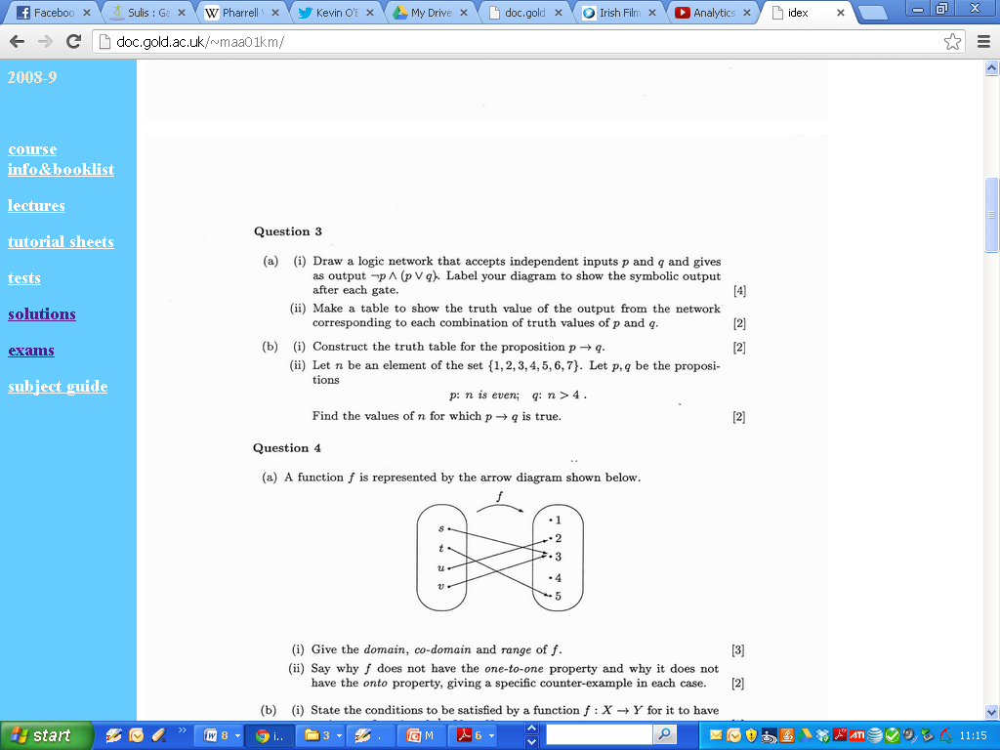 Faceboo
Sulis : Ga
Pharrell
Kevin O'B
My Drive
doc.gold
Irish Film
Analytics
idex
doc.gold.ac.uk/~maa01km/
2008-9
course
info&booklist
lectures
tutorial sheets
tests
solutions
exams
subject guide
Question 3
(a) (i) Draw a logic network that accepts independent inputs p and q and gives
as output ¬p ∧ (p ∨ q). Label your diagram to show the symbolic output
after each gate. [4]
(ii) Make a table to show the truth value of the output from the network
corresponding to each combination of truth values of p and q. [2]
(b) (i) Construct the truth table for the proposition p → q. [2]
(ii) Let n be an element of the set {1, 2, 3, 4, 5, 6, 7}. Let p, q be the proposi-
tions
p: n is even; q: n > 4 .
Find the values of n for which p → q is true. [2]
Question 4
(a) A function f is represented by the arrow diagram shown below.
f
s
t
u
v
1
2
3
4
5
(i) Give the domain, co-domain and range of f. [3]
(ii) Say why f does not have the one-to-one property and why it does not
have the onto property, giving a specific counter-example in each case. [2]
(b) (i) State the conditions to be satisfied by a function f : X → Y for it to have
start
8
i..
3
M
6
11:15